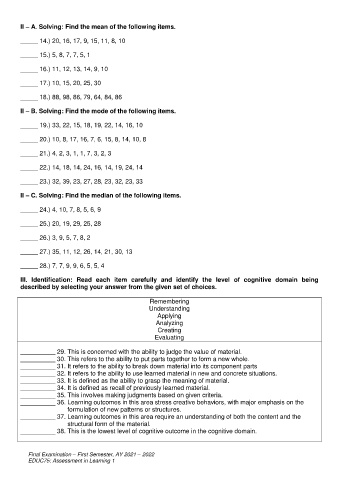 II – A. Solving: Find the mean of the following items.
_____ 14.) 20, 16, 17, 9, 15, 11, 8, 10
_____ 15.) 5, 8, 7, 7, 5, 1
_____ 16.) 11, 12, 13, 14, 9, 10
_____ 17.) 10, 15, 20, 25, 30
_____ 18.) 88, 98, 86, 79, 64, 84, 86
II – B. Solving: Find the mode of the following items.
_____ 19.) 33, 22, 15, 18, 19, 22, 14, 16, 10
_____ 20.) 10, 8, 17, 16, 7, 6, 15, 8, 14, 10, 8
_____ 21.) 4, 2, 3, 1, 1, 7, 3, 2, 3
_____ 22.) 14, 18, 14, 24, 16, 14, 19, 24, 14
_____ 23.) 32, 39, 23, 27, 28, 23, 32, 23, 33
II – C. Solving: Find the median of the following items.
_____ 24.) 4, 10, 7, 8, 5, 6, 9
_____ 25.) 20, 19, 29, 25, 28
_____ 26.) 3, 9, 5, 7, 8, 2
_____ 27.) 35, 11, 12, 26, 14, 21, 30, 13
_____ 28.) 7, 7, 9, 9, 6, 5, 5, 4
III. Identification: Read each item carefully and identify the level of cognitive domain being
described by selecting your answer from the given set of choices.
Remembering
Understanding
Applying
Analyzing
Creating
Evaluating
__________ 29. This is concerned with the ability to judge the value of material.
__________ 30. This refers to the ability to put parts together to form a new whole.
__________ 31. It refers to the ability to break down material into its component parts
__________ 32. It refers to the ability to use learned material in new and concrete situations.
__________ 33. It is defined as the ability to grasp the meaning of material.
__________ 34. It is defined as recall of previously learned material.
__________ 35. This involves making judgments based on given criteria.
__________ 36. Learning outcomes in this area stress creative behaviors, with major emphasis on the
formulation of new patterns or structures.
__________ 37. Learning outcomes in this area require an understanding of both the content and the
structural form of the material.
__________ 38. This is the lowest level of cognitive outcome in the cognitive domain.
Final Examination – First Semester, AY 2021 – 2022
EDUC75: Assessment in Learning 1